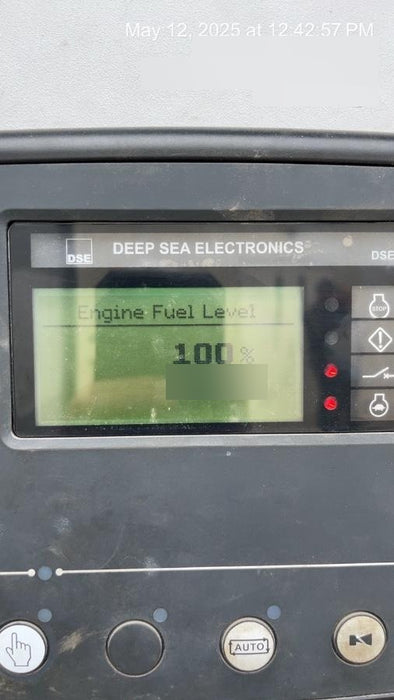 May 12, 2025 at 12:42:57 PM
DSE
DEEP SEA ELECTRONICS
DSE
Engine Fuel Level
100 %
STOP
AUTO